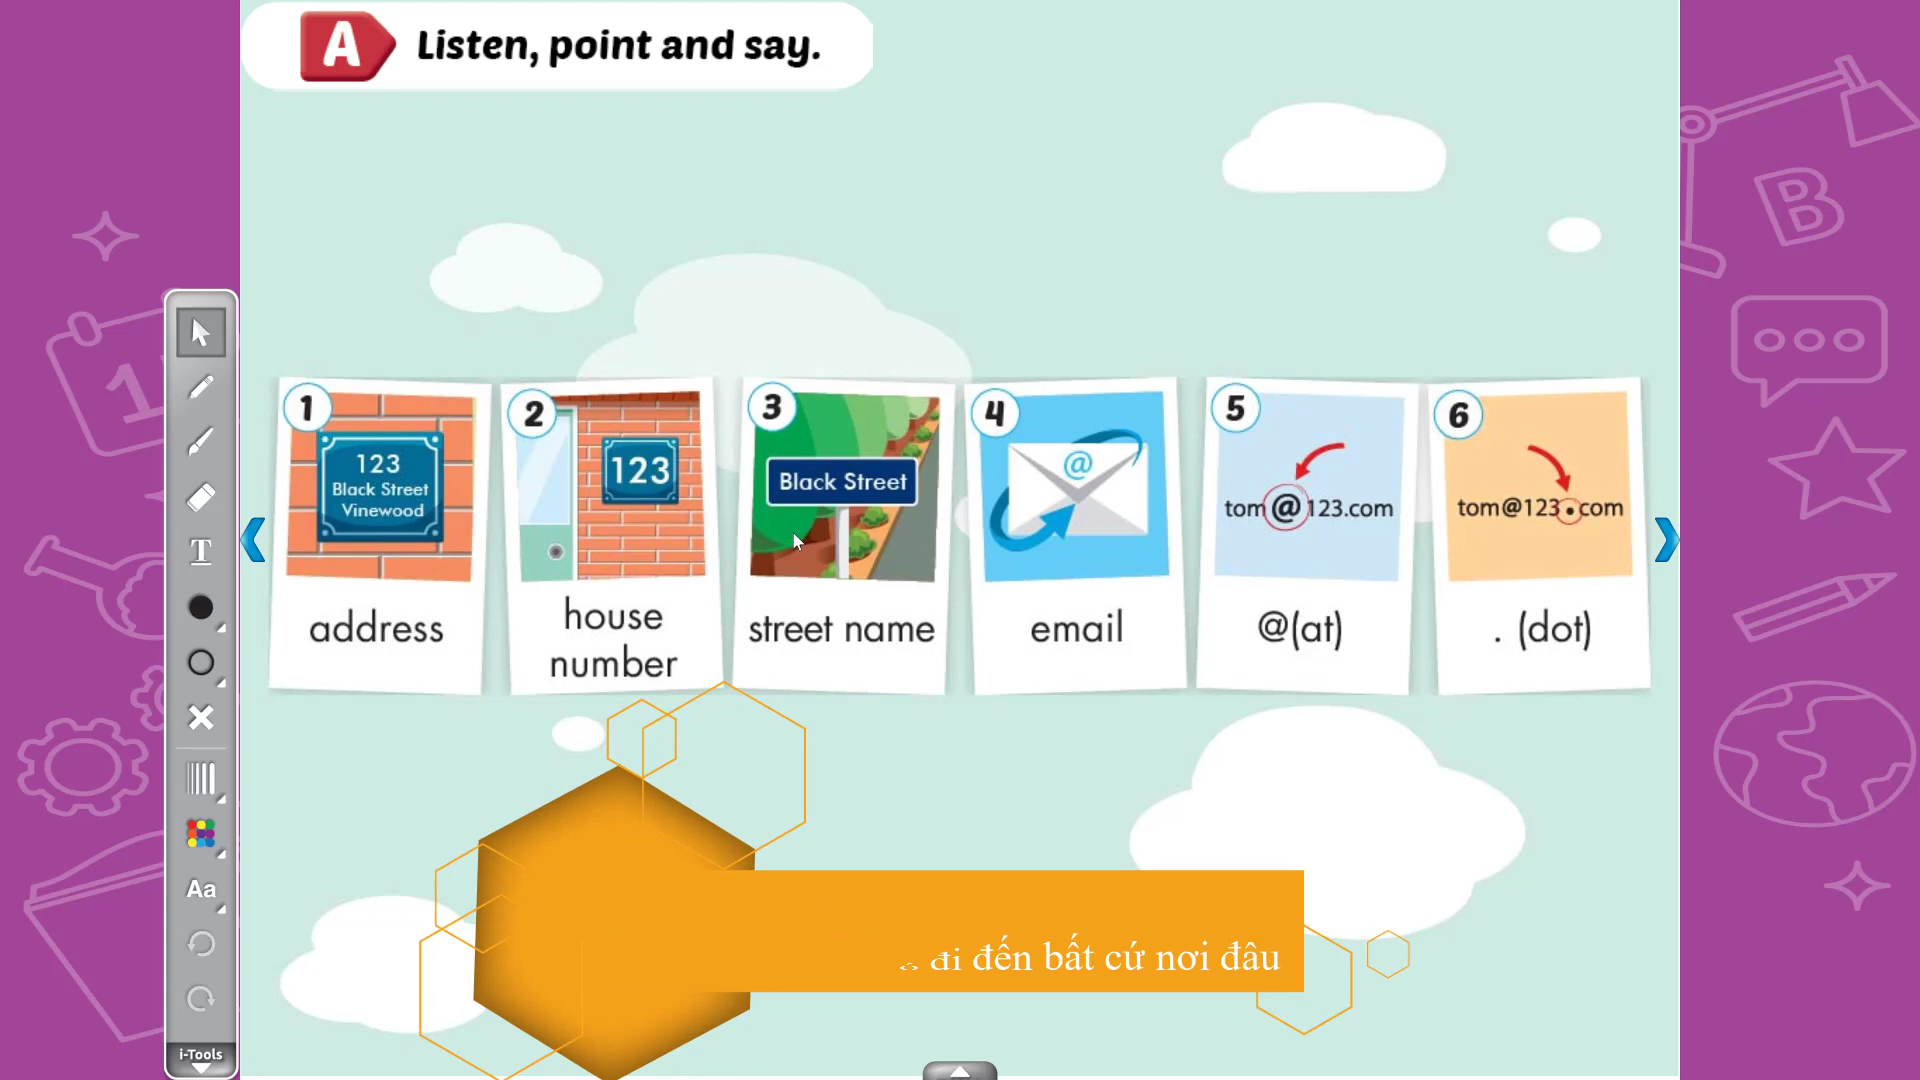 A Listen, point and say.
1
123
Black Street
Vinewood
address
2
123
house
number
3
Black Street
street name
4
@
email
5
tom@123.com
@(at)
6
tom@123.com
. (dot)
đi đến bất cứ nơi đâu
T
Aa
i-Tools
1
B